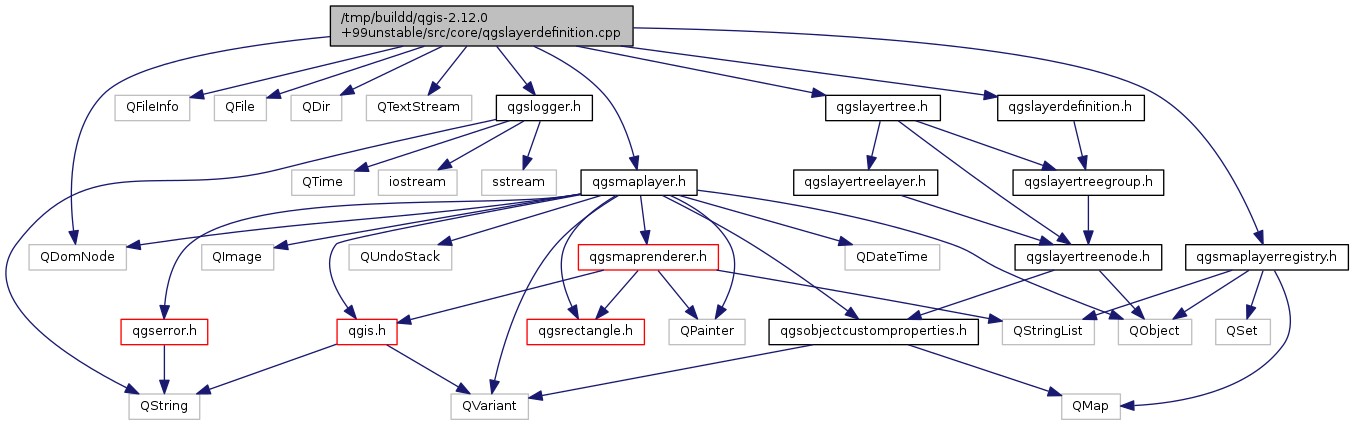 /tmp/buildd/qgis-2.12.0
+99unstable/src/core/qgslayerdefinition.cpp
QFileInfo
QFile
QDir
QTextStream
qgslogger.h
qgslayertree.h
qgslayerdefinition.h
QTime
iostream
sstream
qgsmaplayer.h
qgslayertreelayer.h
qgslayertreegroup.h
QDomNode
QImage
QUndoStack
qgsmaprenderer.h
QDateTime
qgslayertreenode.h
qgsmaplayerregistry.h
qgserror.h
qgis.h
qgsrectangle.h
QPainter
qgsobjectcustomproperties.h
QStringList
QObject
QSet
QString
QVariant
QMap